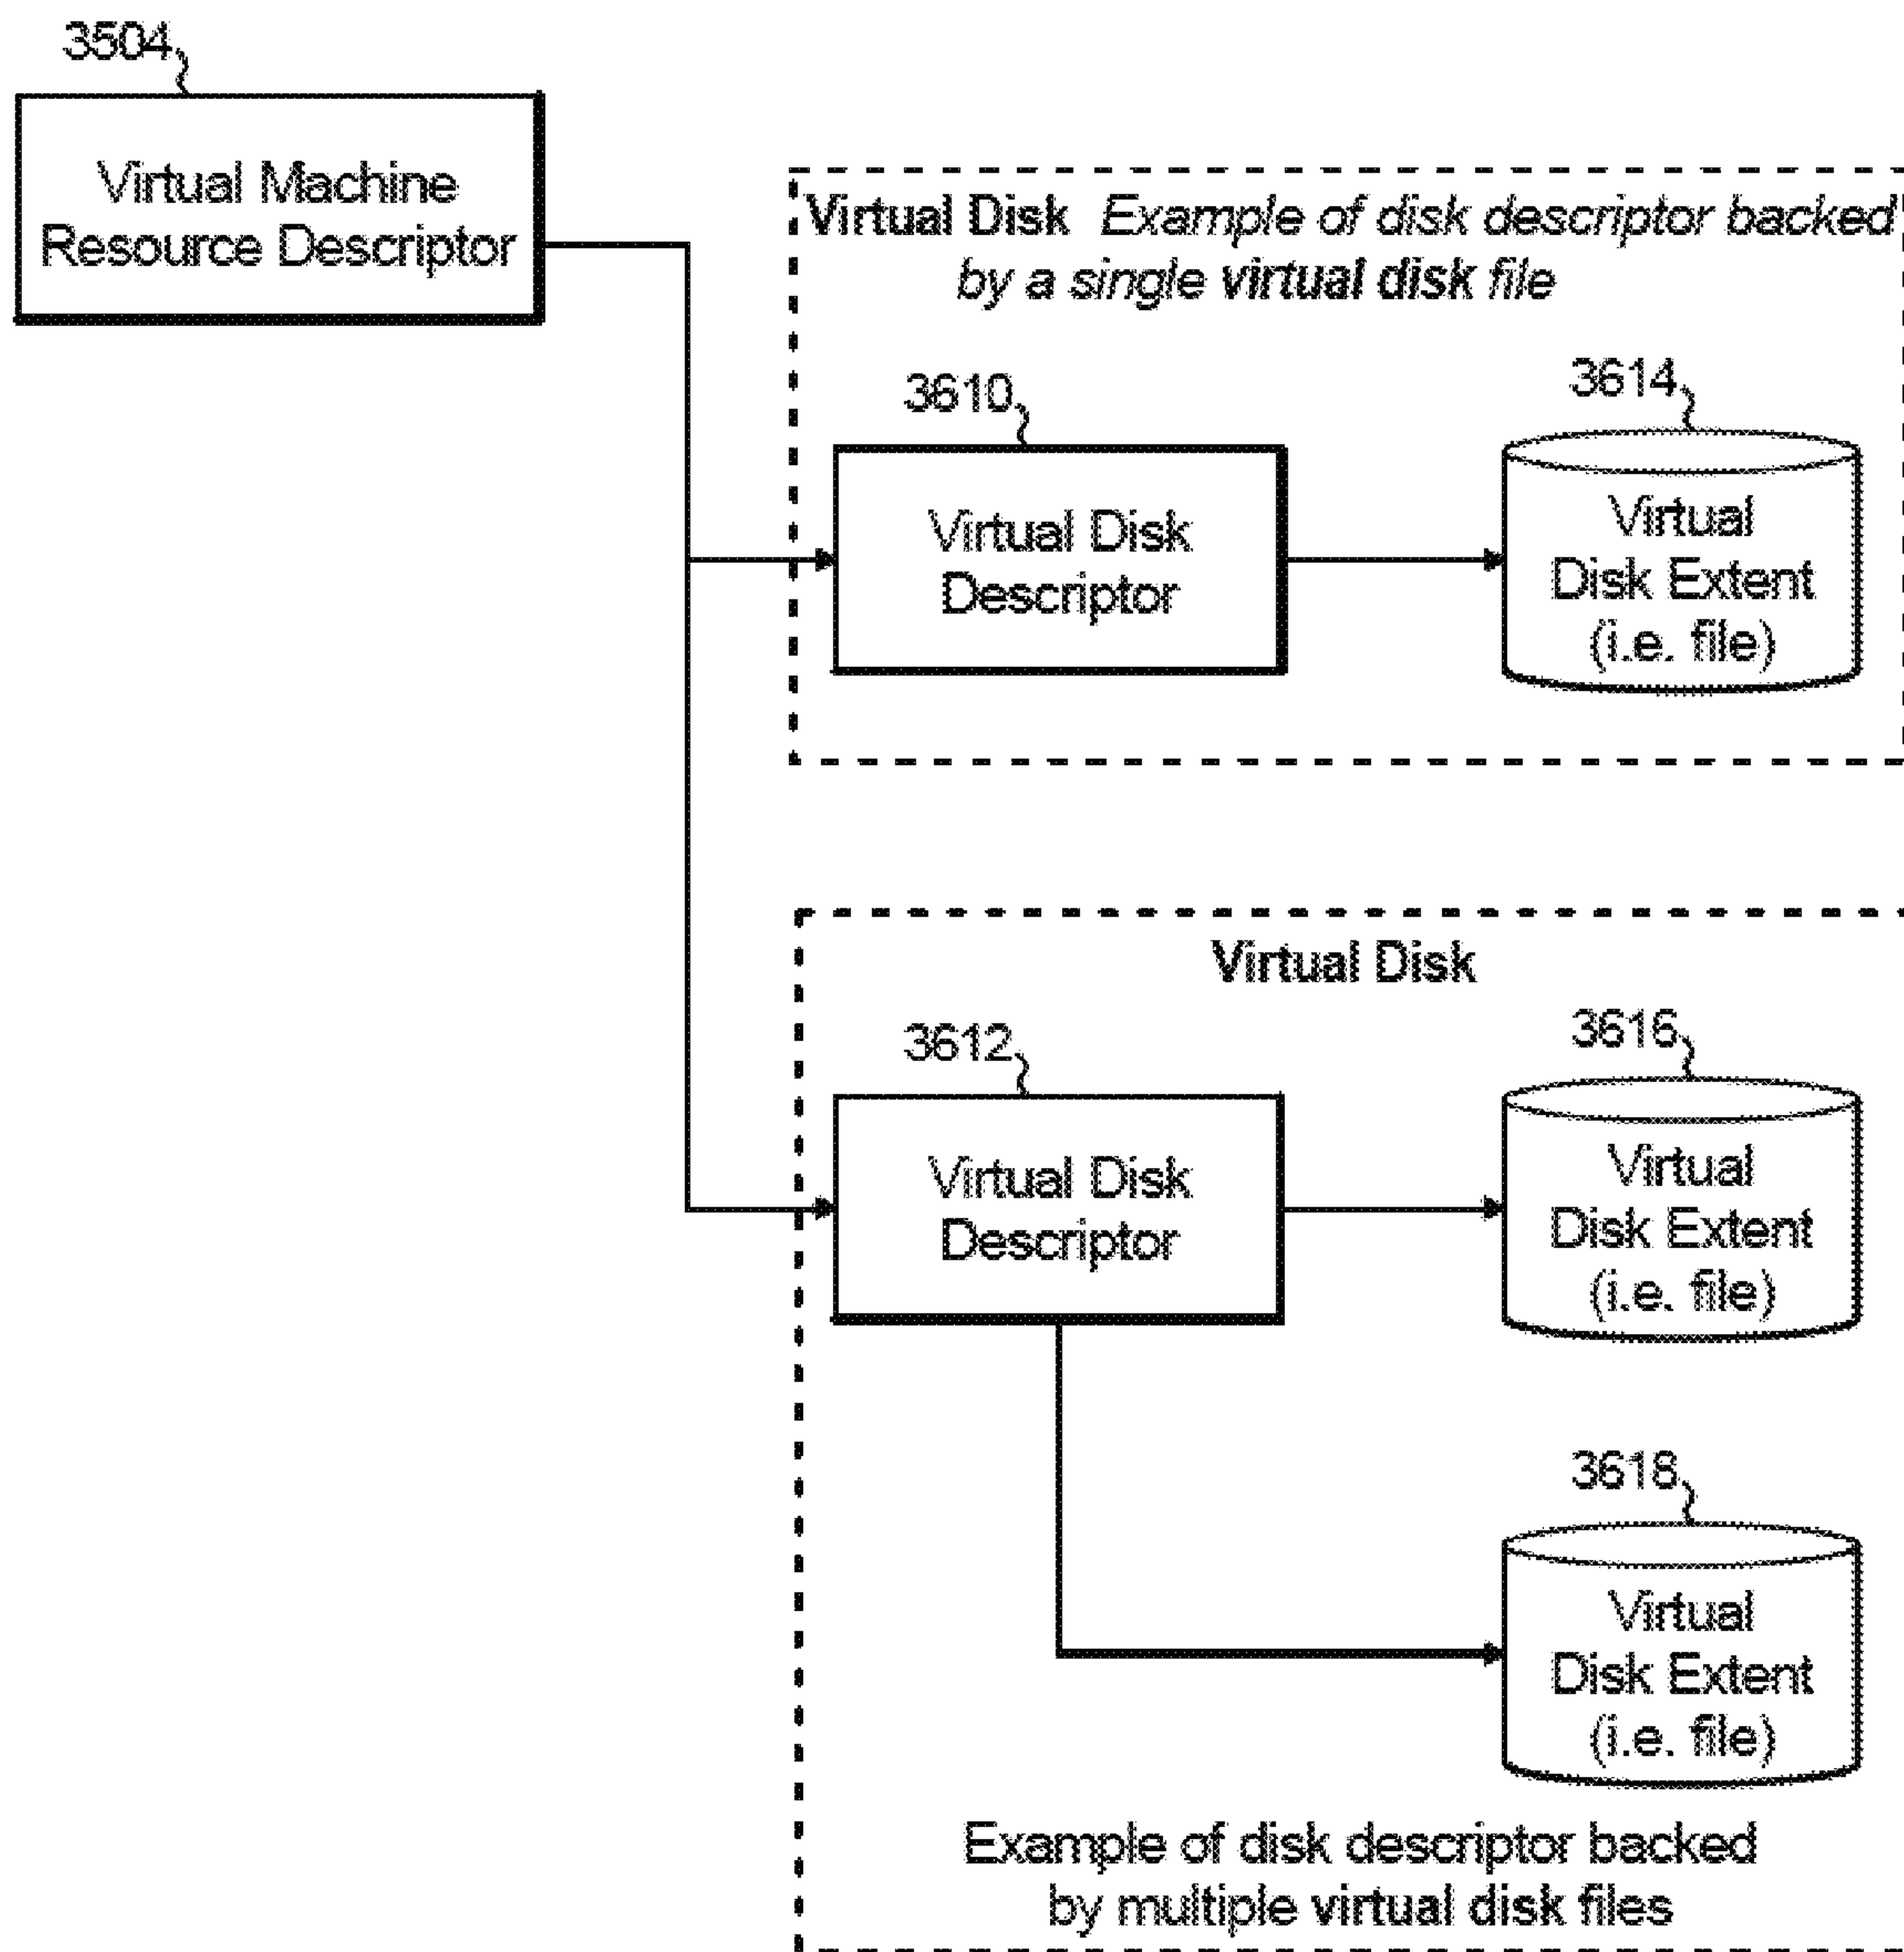 3504
Virtual Machine
Resource Descriptor
Virtual Disk Example of disk descriptor backed
by a single virtual disk file
3610
3614
Virtual Disk
Descriptor
Virtual
Disk Extent
(i.e. file)
Virtual Disk
3612
3616
Virtual Disk
Descriptor
Virtual
Disk Extent
(i.e. file)
3618
Virtual
Disk Extent
(i.e. file)
Example of disk descriptor backed
by multiple virtual disk files